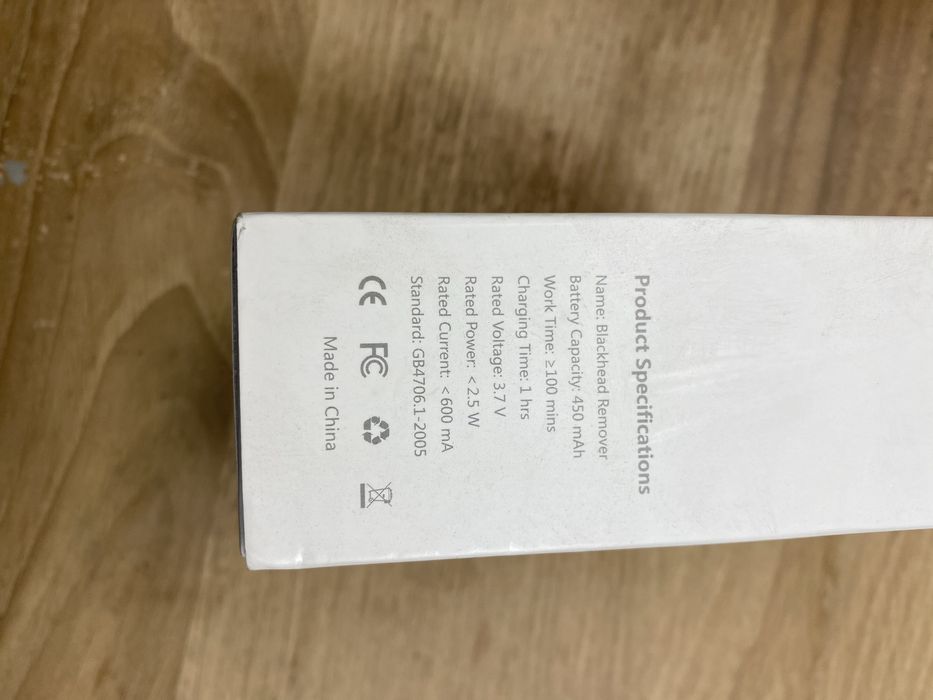 Product Specifications
Name: Blackhead Remover
Battery Capacity: 450 mAh
Work Time: ≥100 mins
Charging Time: 1 hrs
Rated Voltage: 3.7 V
Rated Power: <2.5 W
Rated Current: <600 mA
Standard: GB4706.1-2005
CE FC
Made in China